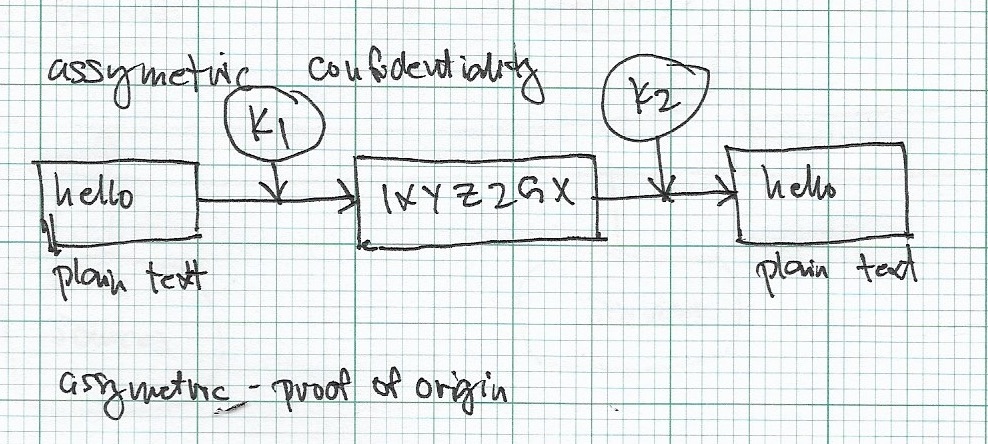 assymetric confidentiality
K1
K2
hello
1XYZ2GX
hello
plain text
plain text
assymetric - proof of origin